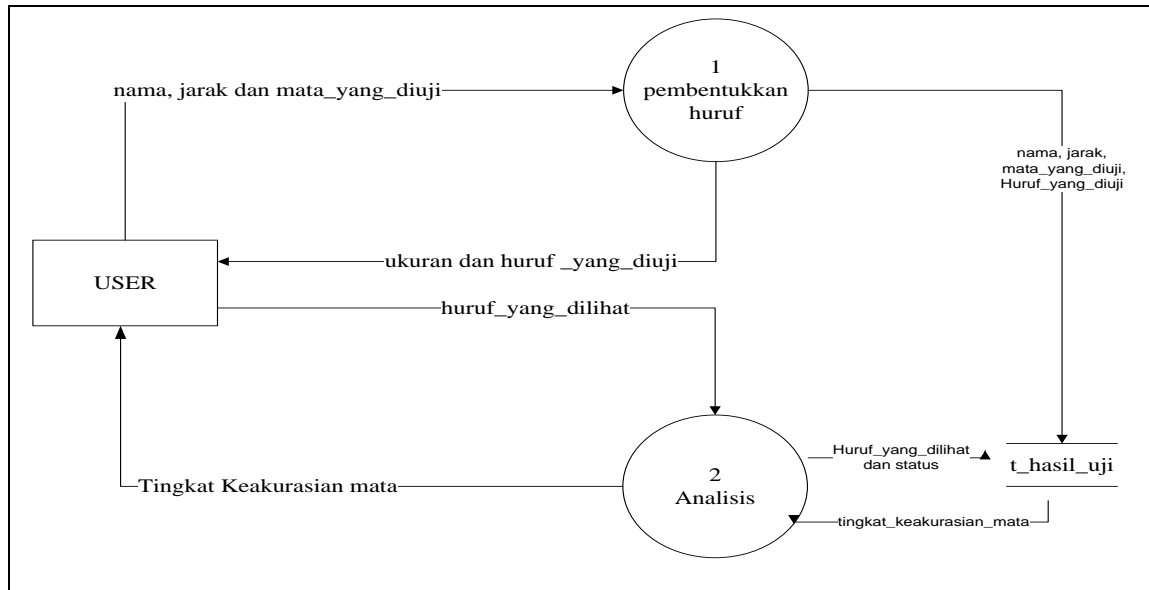 1
pembentukkan
huruf
nama, jarak dan mata_yang_diuji
nama, jarak,
mata_yang_diuji,
Huruf_yang_diuji
ukuran dan huruf _yang_diuji
USER
huruf_yang_dilihat
Huruf_yang_dilihat
dan status
t_hasil_uji
2
Analisis
Tingkat Keakurasian mata
tingkat_keakurasian_mata